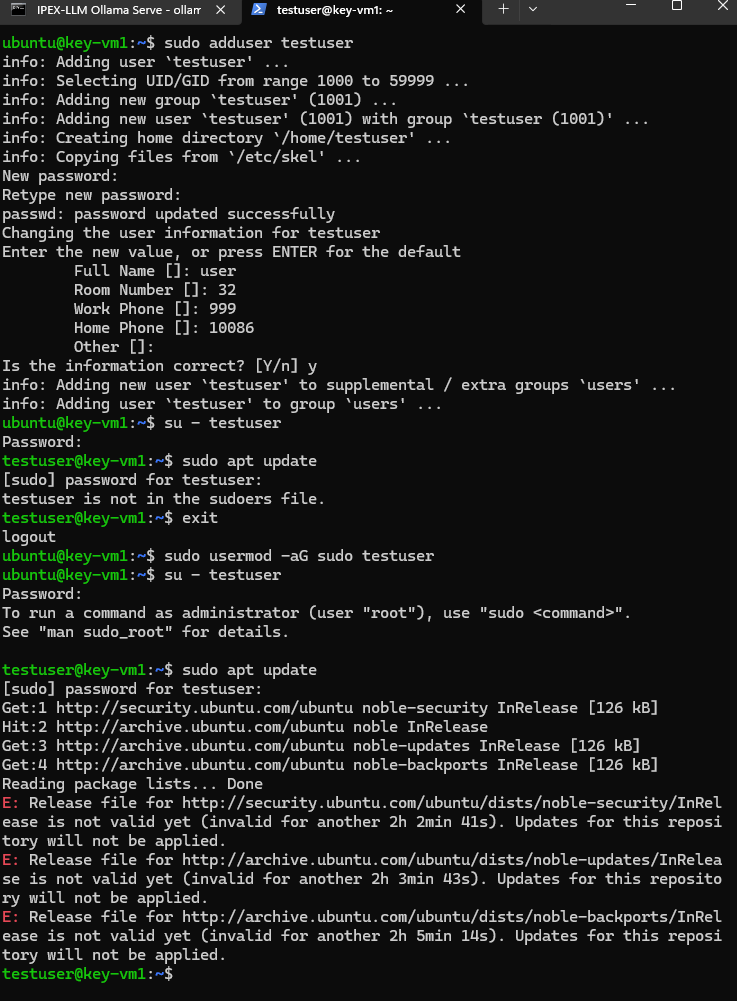 IPEX-LLM Ollama Serve - ollam
testuser@key-vm1: ~
ubuntu@key-vm1:~$ sudo adduser testuser
info: Adding user `testuser' ...
info: Selecting UID/GID from range 1000 to 59999 ...
info: Adding new group `testuser' (1001) ...
info: Adding new user `testuser' (1001) with group `testuser (1001)' ...
info: Creating home directory `/home/testuser' ...
info: Copying files from `/etc/skel' ...
New password:
Retype new password:
passwd: password updated successfully
Changing the user information for testuser
Enter the new value, or press ENTER for the default
Full Name []: user
Room Number []: 32
Work Phone []: 999
Home Phone []: 10086
Other []:
Is the information correct? [Y/n] y
info: Adding new user `testuser' to supplemental / extra groups `users' ...
info: Adding user `testuser' to group `users' ...
ubuntu@key-vm1:~$ su - testuser
Password:
testuser@key-vm1:~$ sudo apt update
[sudo] password for testuser:
testuser is not in the sudoers file.
testuser@key-vm1:~$ exit
logout
ubuntu@key-vm1:~$ sudo usermod -aG sudo testuser
ubuntu@key-vm1:~$ su - testuser
Password:
To run a command as administrator (user "root"), use "sudo <command>".
See "man sudo_root" for details.
testuser@key-vm1:~$ sudo apt update
[sudo] password for testuser:
Get:1 http://security.ubuntu.com/ubuntu noble-security InRelease [126 kB]
Hit:2 http://archive.ubuntu.com/ubuntu noble InRelease
Get:3 http://archive.ubuntu.com/ubuntu noble-updates InRelease [126 kB]
Get:4 http://archive.ubuntu.com/ubuntu noble-backports InRelease [126 kB]
Reading package lists... Done
E: Release file for http://security.ubuntu.com/ubuntu/dists/noble-security/InRel
ease is not valid yet (invalid for another 2h 2min 41s). Updates for this reposi
tory will not be applied.
E: Release file for http://archive.ubuntu.com/ubuntu/dists/noble-updates/InRelea
se is not valid yet (invalid for another 2h 3min 43s). Updates for this reposito
ry will not be applied.
E: Release file for http://archive.ubuntu.com/ubuntu/dists/noble-backports/InRel
ease is not valid yet (invalid for another 2h 5min 14s). Updates for this reposi
tory will not be applied.
testuser@key-vm1:~$